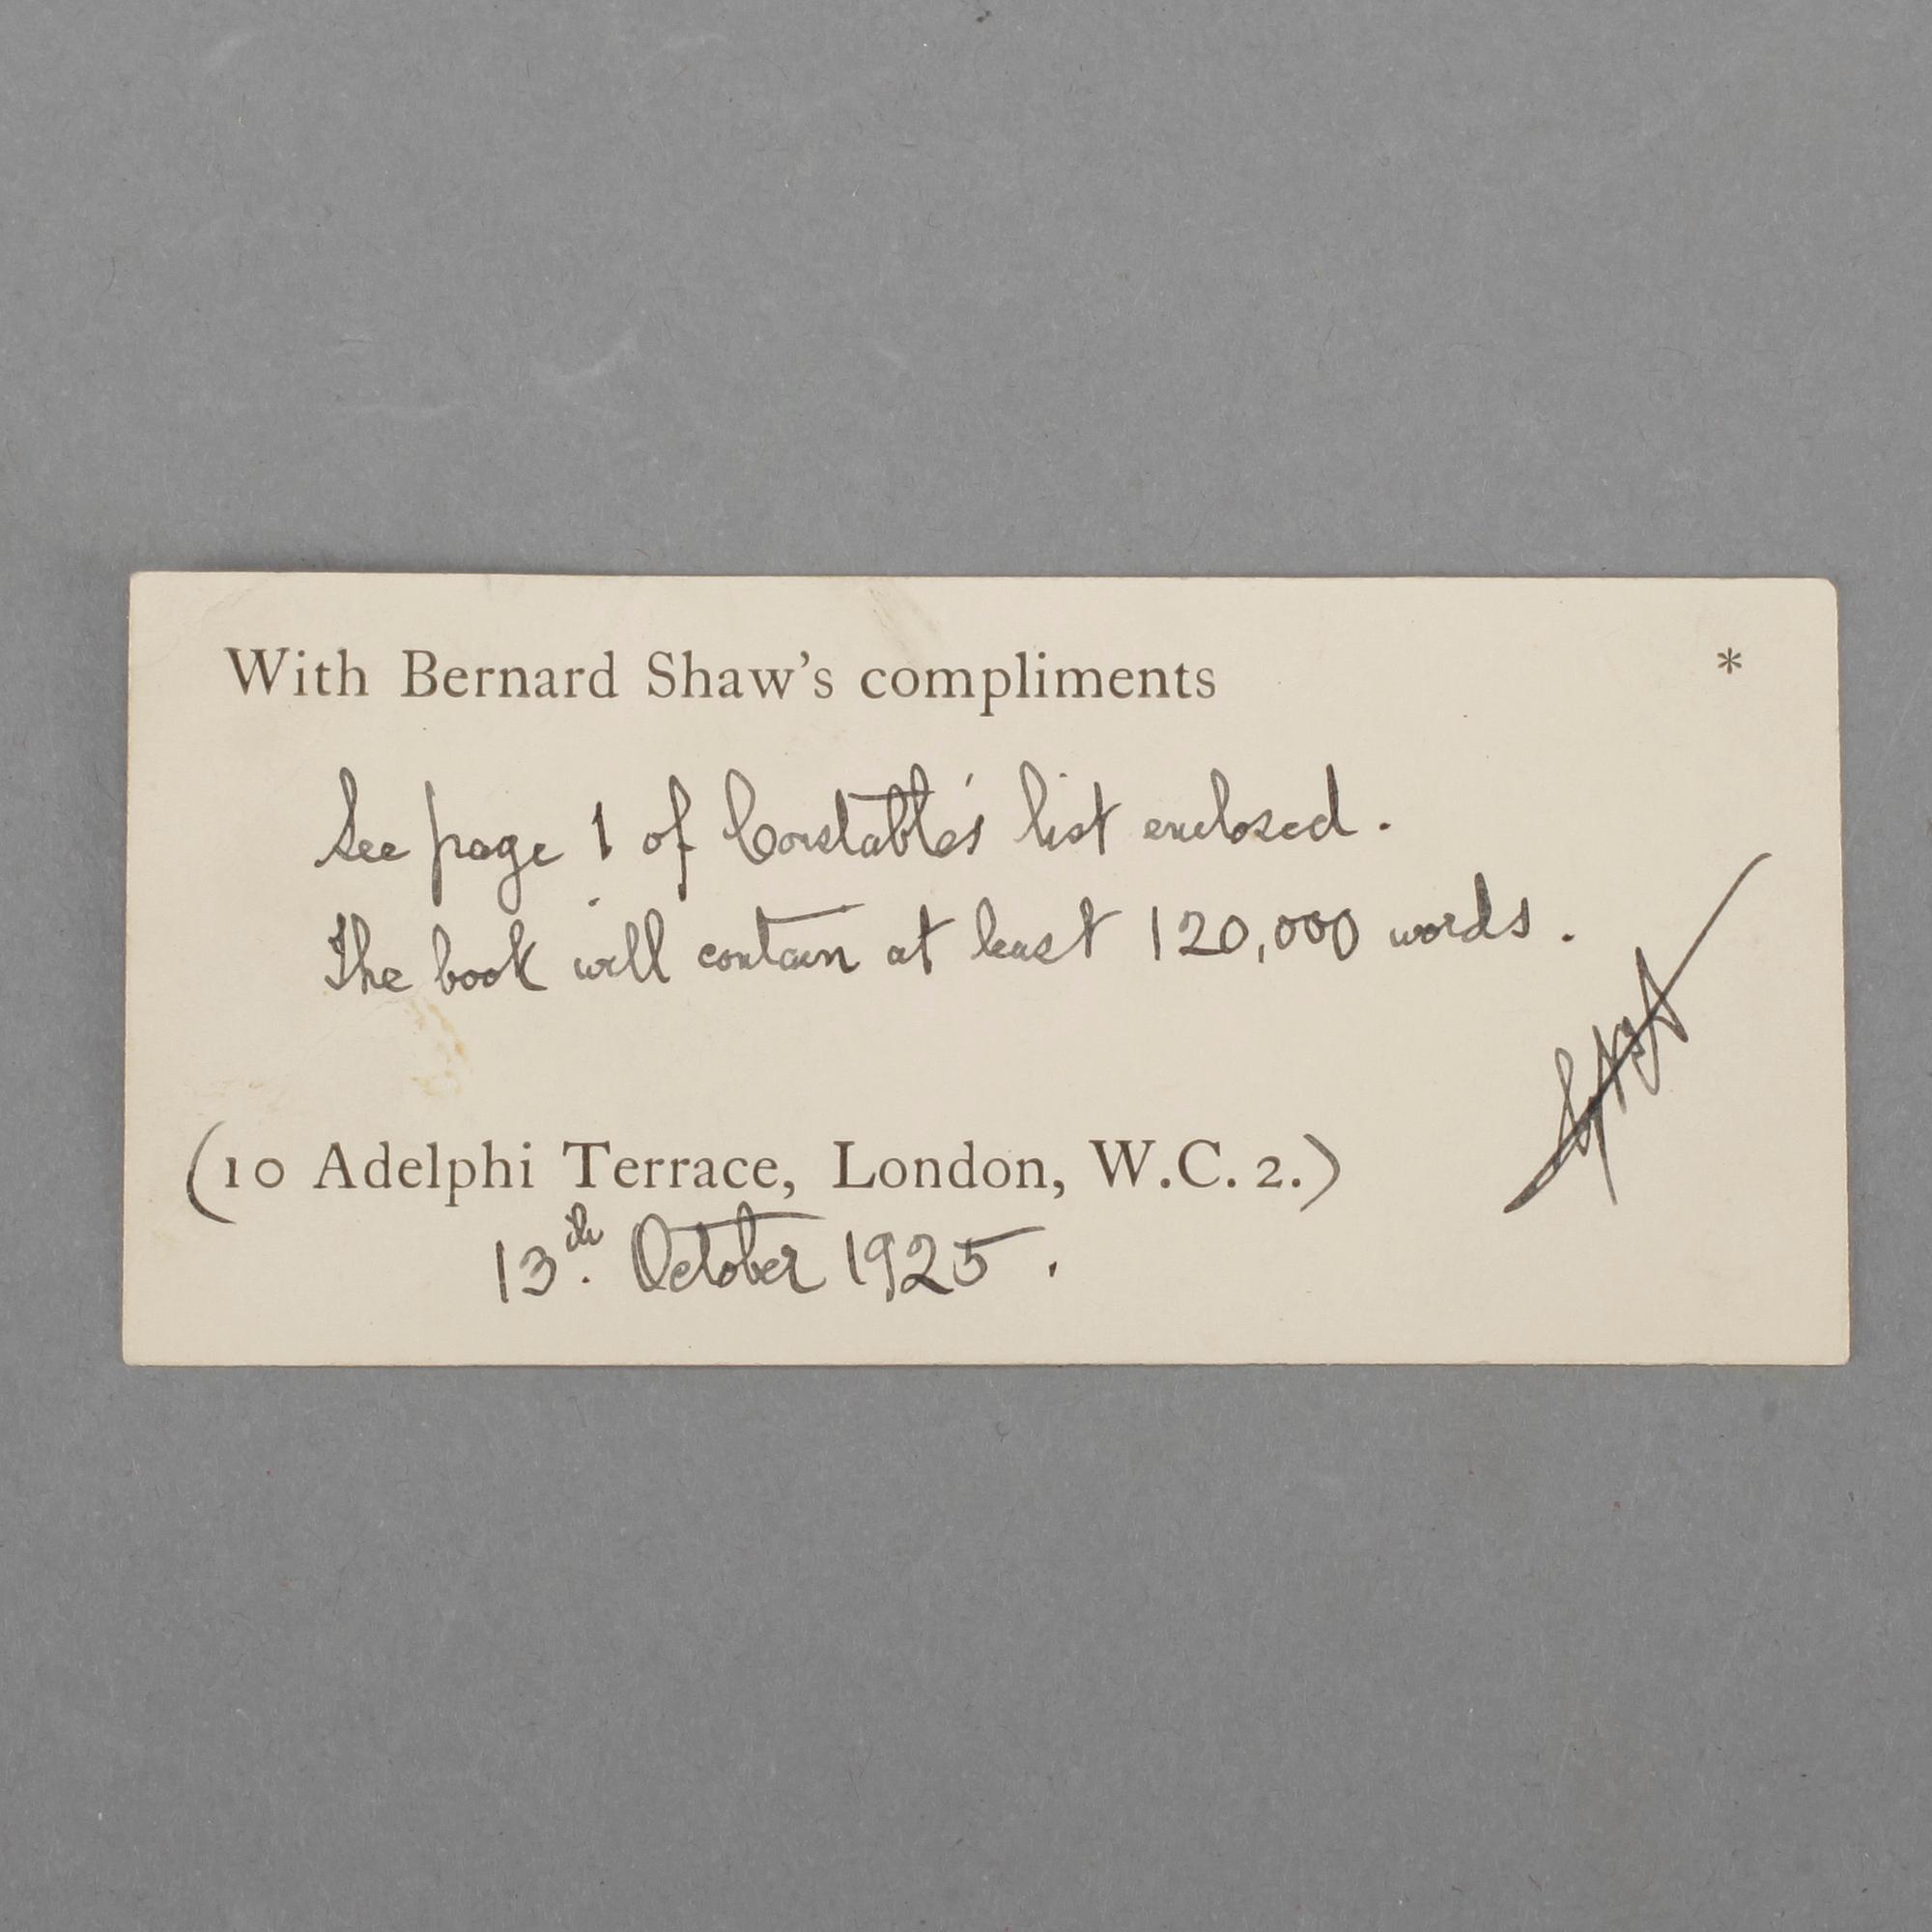 With Bernard Shaw's compliments *
See page 1 of Constable's list enclosed.
The book will contain at least 120,000 words.
(10 Adelphi Terrace, London, W.C. 2.)
13th. October 1925.